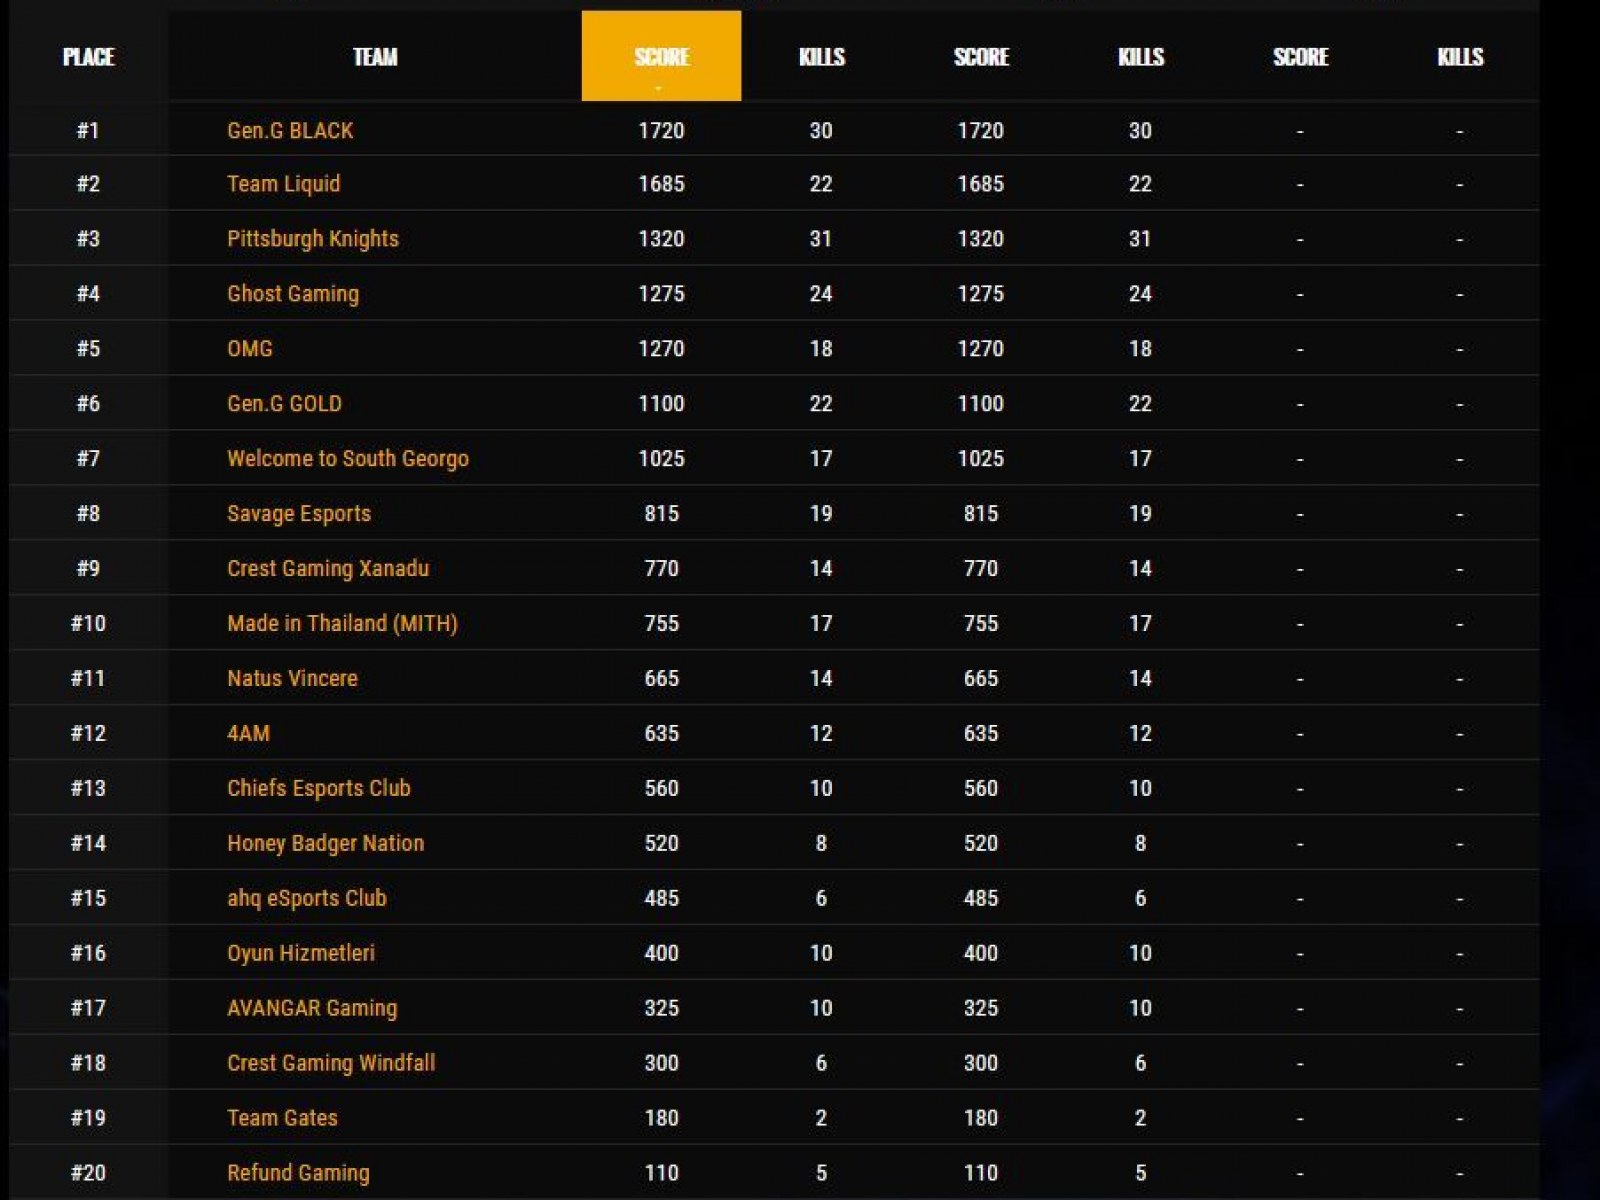 PLACE TEAM SCORE KILLS SCORE KILLS SCORE KILLS
#1 Gen.G BLACK 1720 30 1720 30 - -
#2 Team Liquid 1685 22 1685 22 - -
#3 Pittsburgh Knights 1320 31 1320 31 - -
#4 Ghost Gaming 1275 24 1275 24 - -
#5 OMG 1270 18 1270 18 - -
#6 Gen.G GOLD 1100 22 1100 22 - -
#7 Welcome to South Georgo 1025 17 1025 17 - -
#8 Savage Esports 815 19 815 19 - -
#9 Crest Gaming Xanadu 770 14 770 14 - -
#10 Made in Thailand (MITH) 755 17 755 17 - -
#11 Natus Vincere 665 14 665 14 - -
#12 4AM 635 12 635 12 - -
#13 Chiefs Esports Club 560 10 560 10 - -
#14 Honey Badger Nation 520 8 520 8 - -
#15 ahq eSports Club 485 6 485 6 - -
#16 Oyun Hizmetleri 400 10 400 10 - -
#17 AVANGAR Gaming 325 10 325 10 - -
#18 Crest Gaming Windfall 300 6 300 6 - -
#19 Team Gates 180 2 180 2 - -
#20 Refund Gaming 110 5 110 5 - -